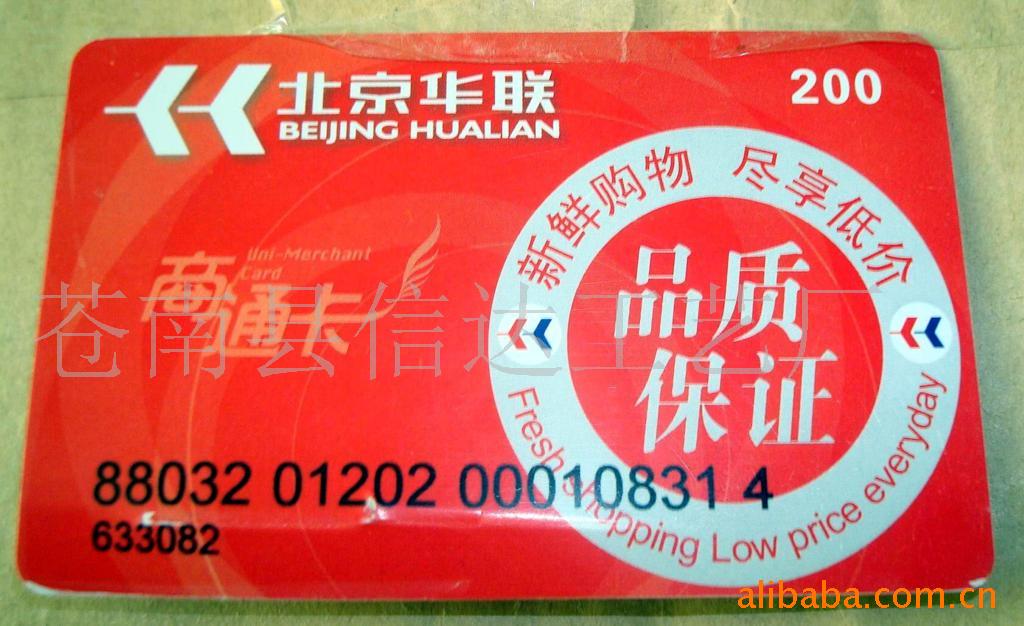 北京华联
BEIJING HUALIAN
200
新鲜购物 尽享低价
Uni-Merchant
Card
商通卡
品质
保证
苍南县信达工艺厂
Fresh shopping Low price everyday
88032 01202 00010831 4
633082
alibaba.com.cn